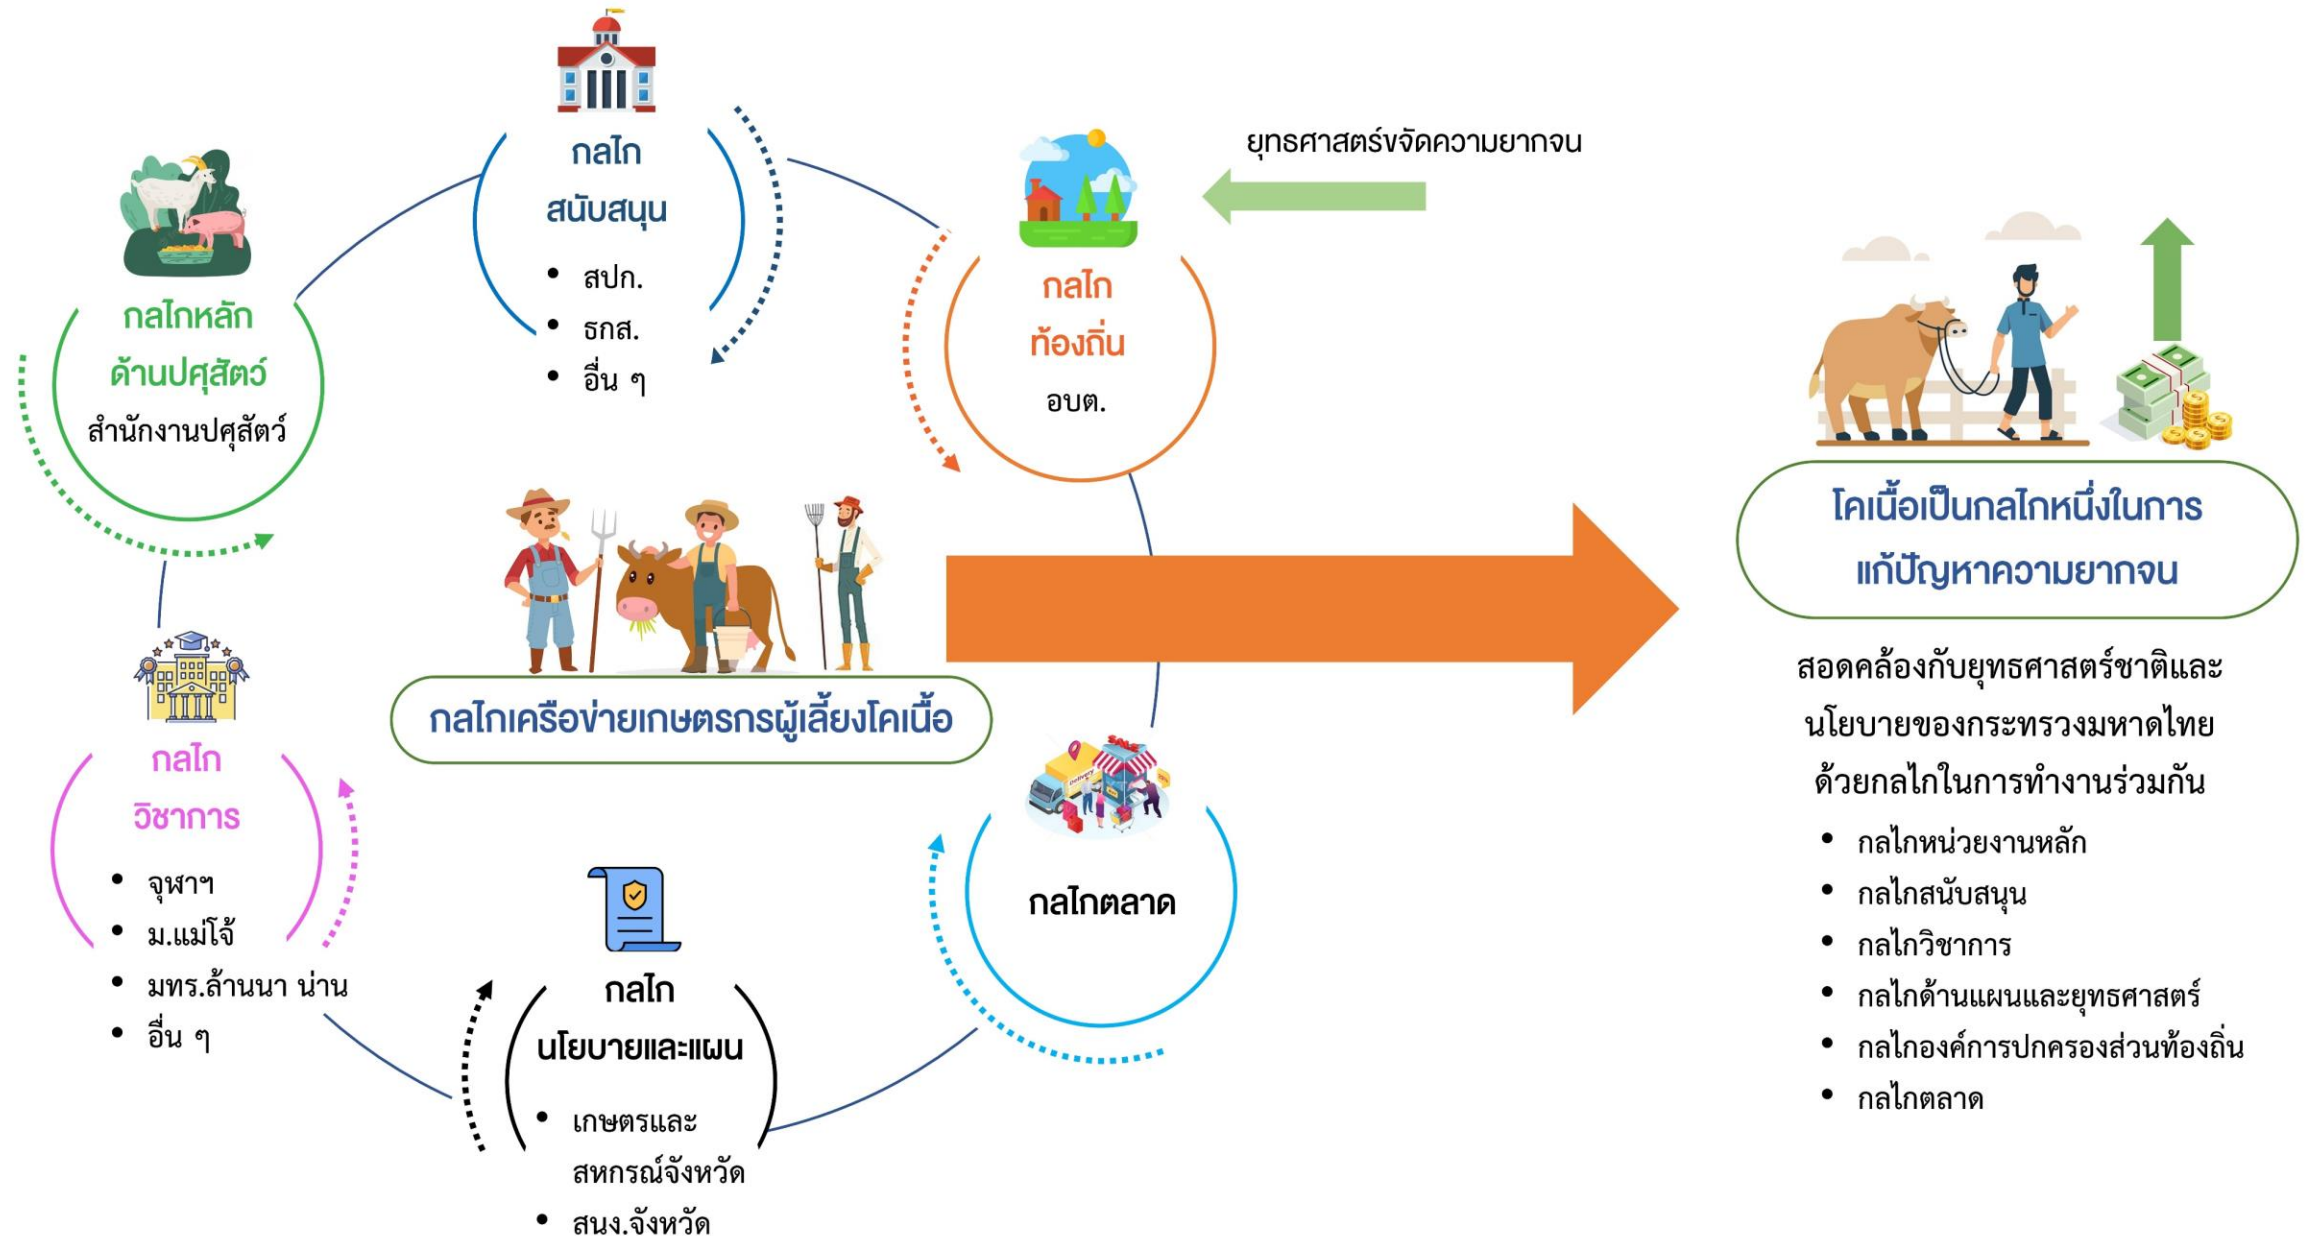 กลไก
สนับสนุน
• สปก.
• ธกส.
• อื่น ๆ
กลไก
ท้องถิ่น
อบต.
ยุทธศาสตร์ขจัดความยากจน
กลไกหลัก
ด้านปศุสัตว์
สำนักงานปศุสัตว์
กลไกเครือข่ายเกษตรกรผู้เลี้ยงโคเนื้อ
กลไก
วิชาการ
• จุฬาฯ
• ม.แม่โจ้
• มทร.ล้านนา น่าน
• อื่น ๆ
กลไก
นโยบายและแผน
• เกษตรและ
สหกรณ์จังหวัด
• สนง.จังหวัด
SALE
Delivery
กลไกตลาด
โคเนื้อเป็นกลไกหนึ่งในการ
แก้ปัญหาความยากจน
สอดคล้องกับยุทธศาสตร์ชาติและ
นโยบายของกระทรวงมหาดไทย
ด้วยกลไกในการทำงานร่วมกัน
• กลไกหน่วยงานหลัก
• กลไกสนับสนุน
• กลไกวิชาการ
• กลไกด้านแผนและยุทธศาสตร์
• กลไกองค์การปกครองส่วนท้องถิ่น
• กลไกตลาด